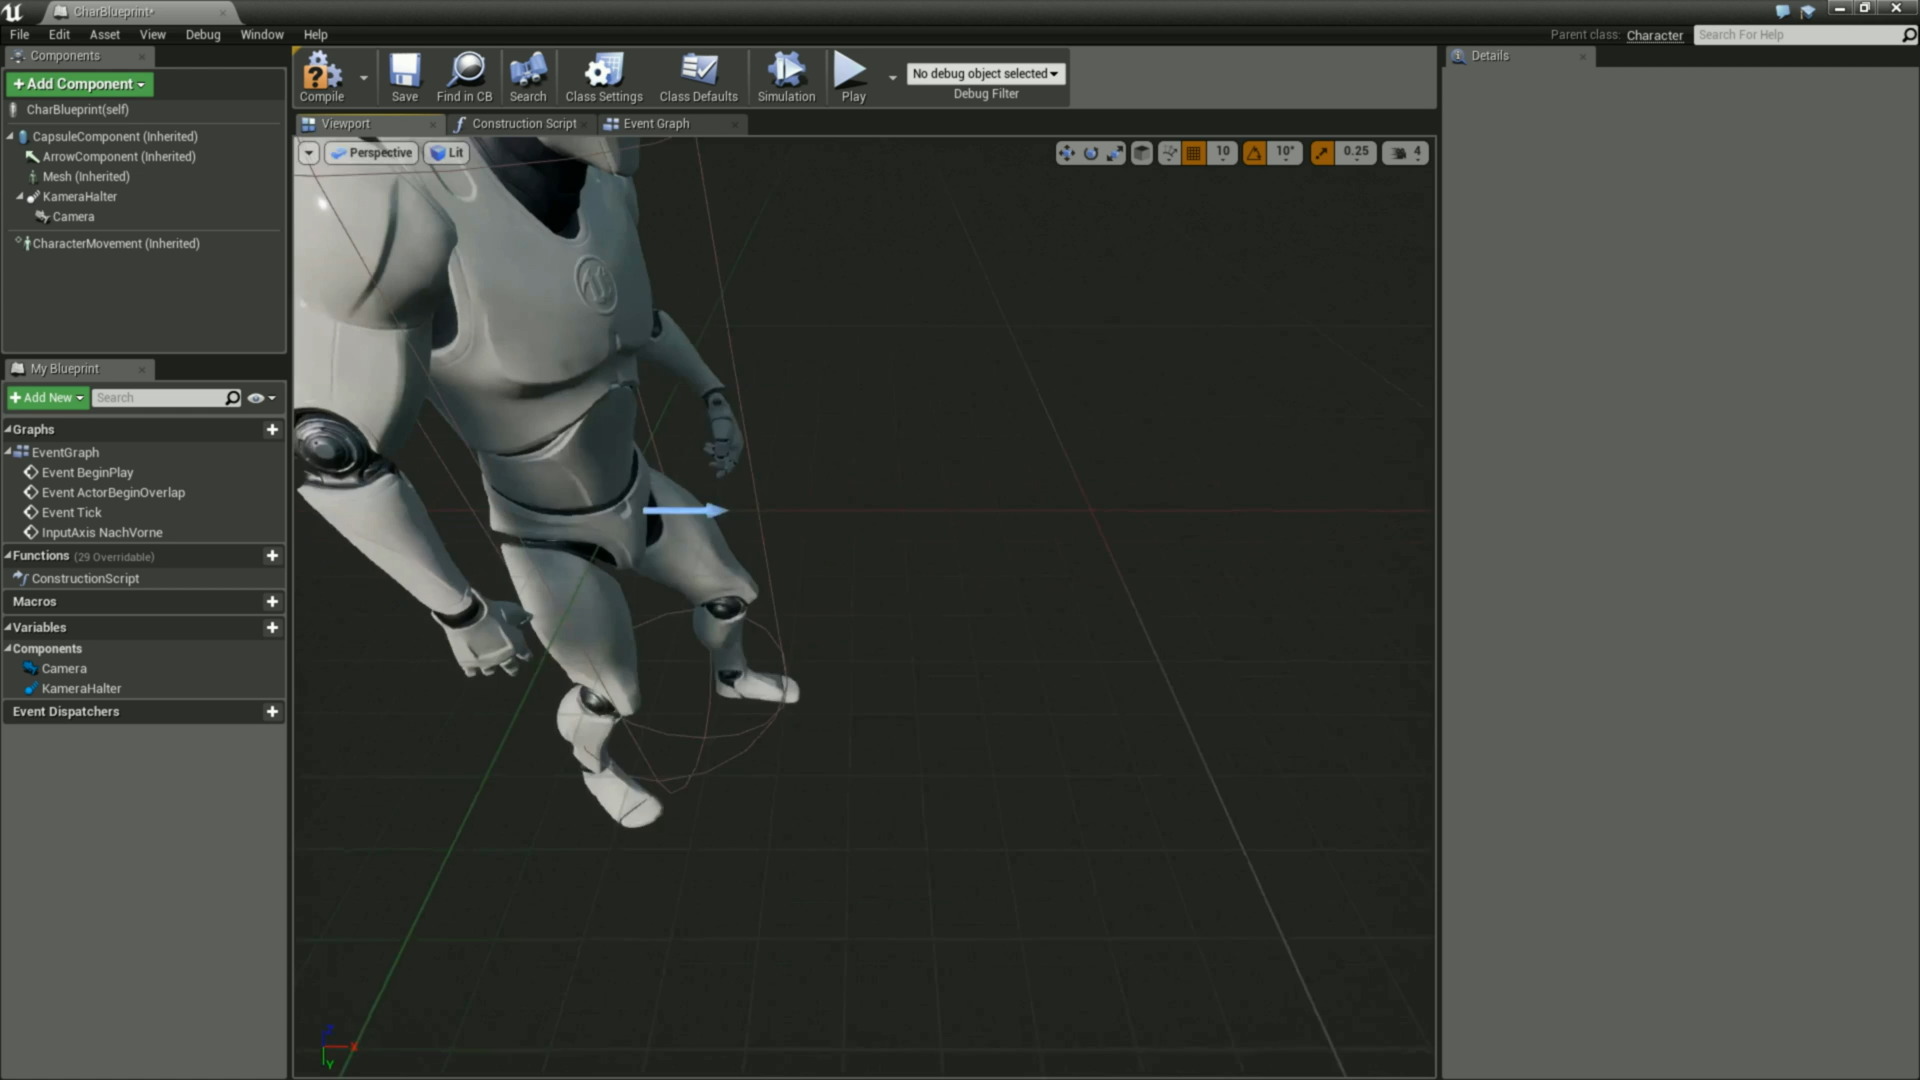 CharBlueprint*
File Edit Asset View Debug Window Help
Parent class: Character
Search For Help
Components
+Add Component
CharBlueprint(self)
CapsuleComponent (Inherited)
ArrowComponent (Inherited)
Mesh (Inherited)
KameraHalter
Camera
CharacterMovement (Inherited)
Compile
Save
Find in CB
Search
Class Settings
Class Defaults
Simulation
Play
No debug object selected
Debug Filter
Viewport
Construction Script
Event Graph
Perspective
Lit
10
10°
0.25
4
Details
My Blueprint
+Add New
Search
Graphs
EventGraph
Event BeginPlay
Event ActorBeginOverlap
Event Tick
InputAxis NachVorne
Functions (29 Overridable)
ConstructionScript
Macros
Variables
Components
Camera
KameraHalter
Event Dispatchers
Z
X
Y